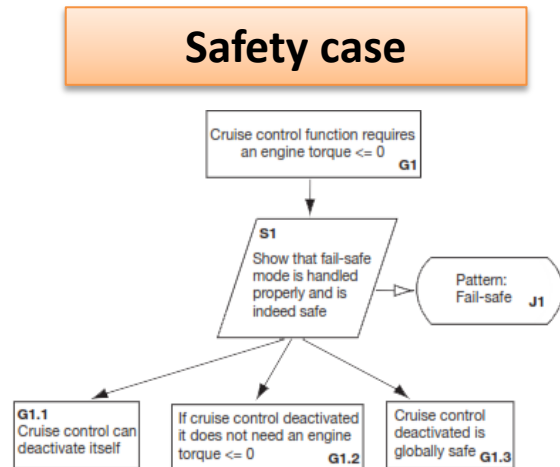 Safety case
Cruise control function requires
an engine torque <= 0
G1
S1
Show that fail-safe
mode is handled
properly and is
indeed safe
Pattern:
Fail-safe
J1
G1.1
Cruise control can
deactivate itself
If cruise control deactivated
it does not need an engine
torque <= 0
G1.2
Cruise control
deactivated is
globally safe
G1.3